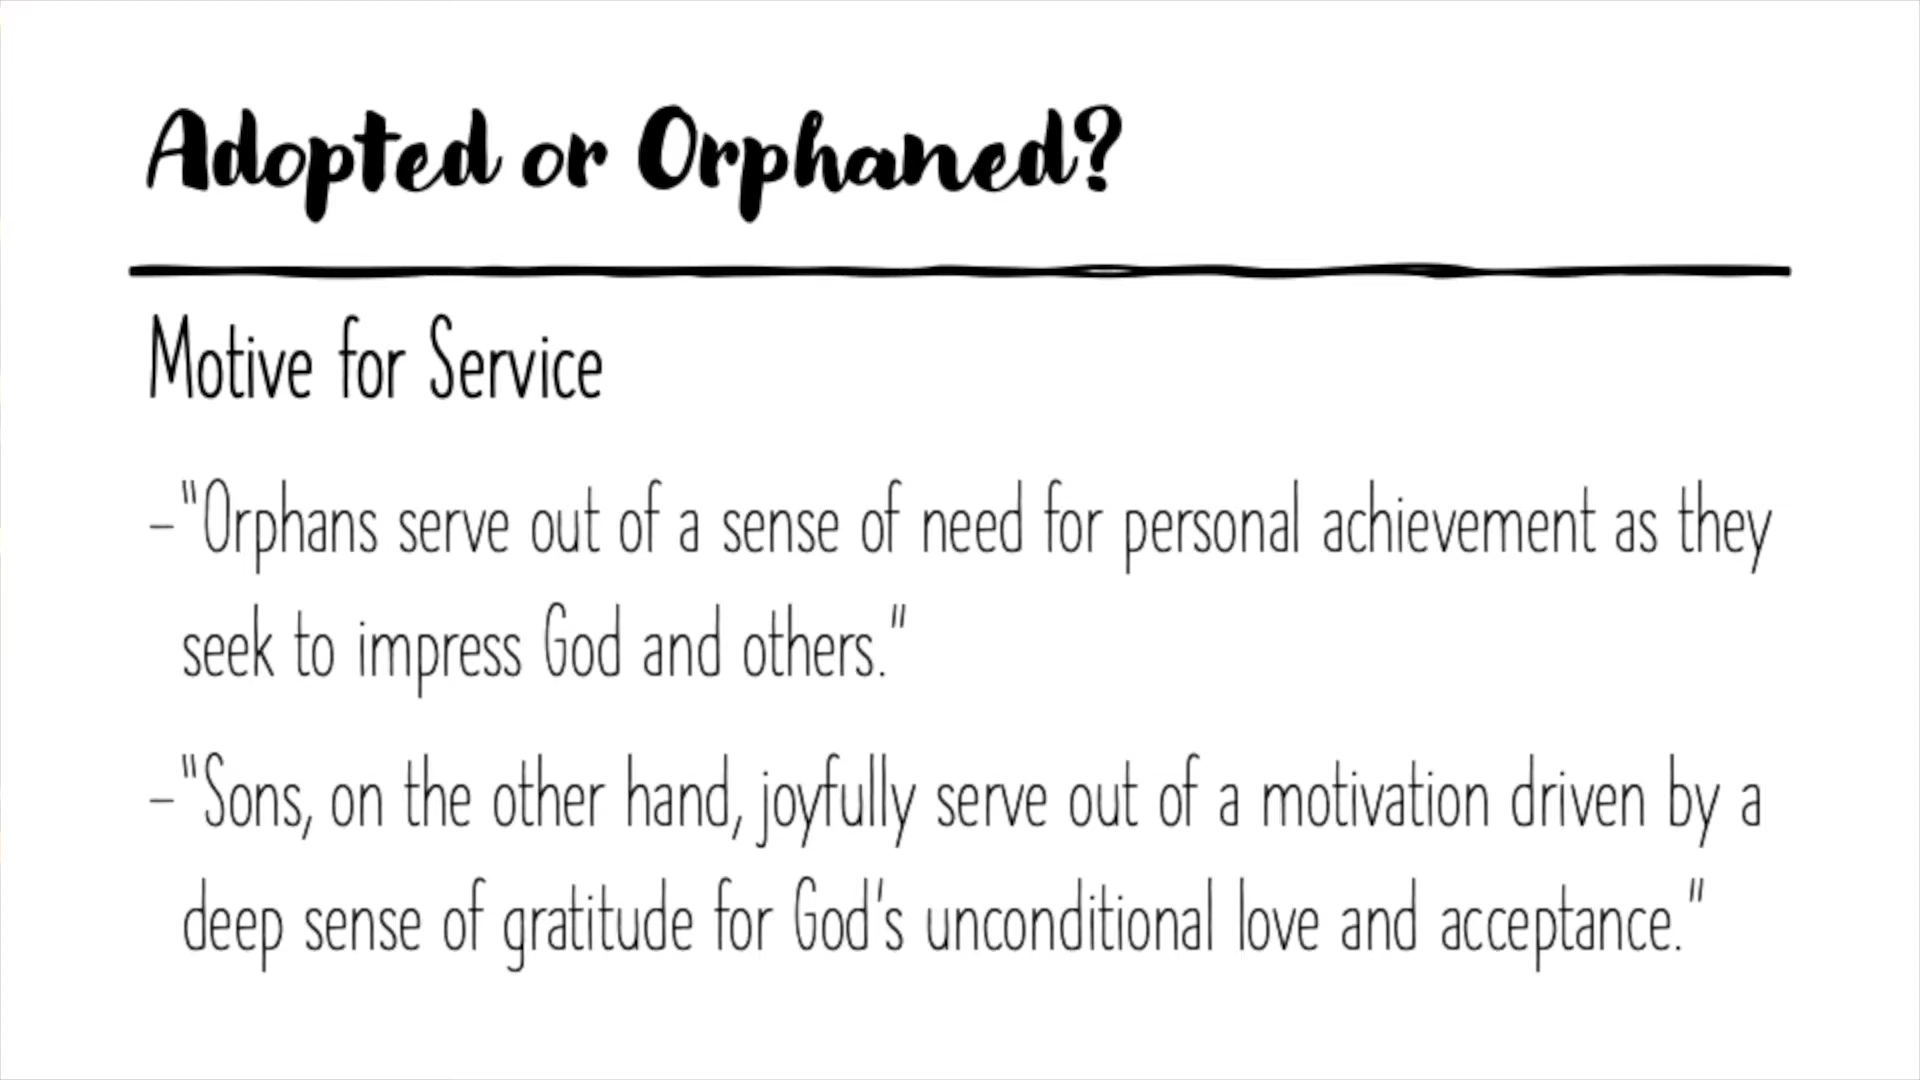 Adopted or Orphaned?
Motive for Service
-"Orphans serve out of a sense of need for personal achievement as they
seek to impress God and others."
-"Sons, on the other hand, joyfully serve out of a motivation driven by a
deep sense of gratitude for God's unconditional love and acceptance."